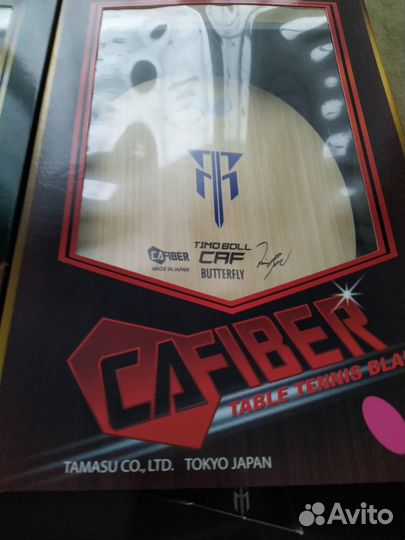 CAFIBER
MADE IN JAPAN
TIMO BOLL
CAF
BUTTERFLY
CAFIBER
TABLE TENNIS BLA
TAMASU CO., LTD. TOKYO JAPAN
Avito